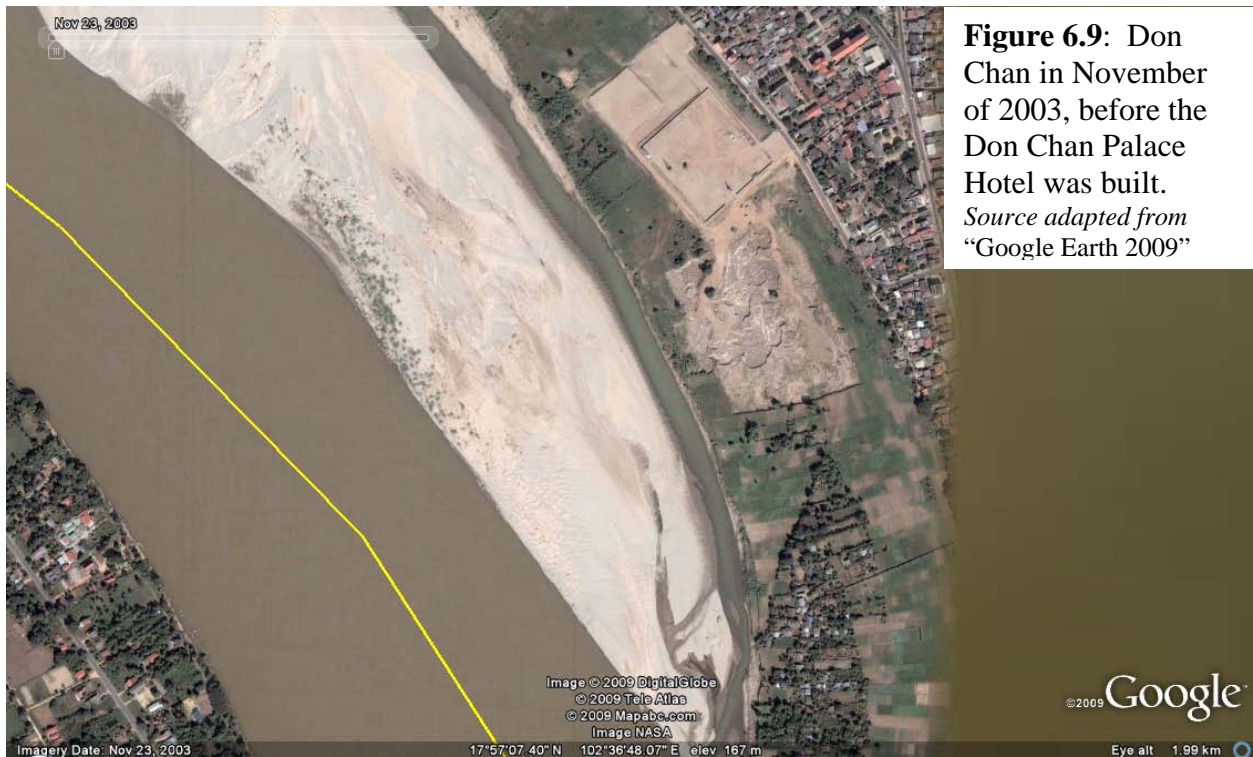 Nov 23, 2003
Figure 6.9: Don
Chan in November
of 2003, before the
Don Chan Palace
Hotel was built.
Source adapted from
“Google Earth 2009”
Image © 2009 DigitalGlobe
© 2009 Tele Atlas
© 2009 Mapabc.com
Image NASA
©2009 Google
Imagery Date: Nov 23, 2003 17°57'07.40" N 102°36'48.07" E elev 167 m Eye alt 1.99 km